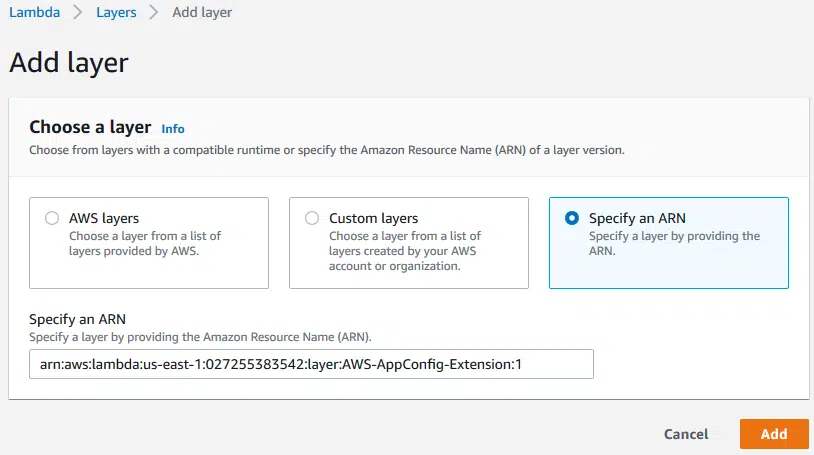 Lambda > Layers > Add layer
Add layer
Choose a layer Info
Choose from layers with a compatible runtime or specify the Amazon Resource Name (ARN) of a layer version.
AWS layers
Choose a layer from a list of
layers provided by AWS.
Custom layers
Choose a layer from a list of
layers created by your AWS
account or organization.
Specify an ARN
Specify a layer by providing the
ARN.
Specify an ARN
Specify a layer by providing the Amazon Resource Name (ARN).
arn:aws:lambda:us-east-1:027255383542:layer:AWS-AppConfig-Extension:1
Cancel Add